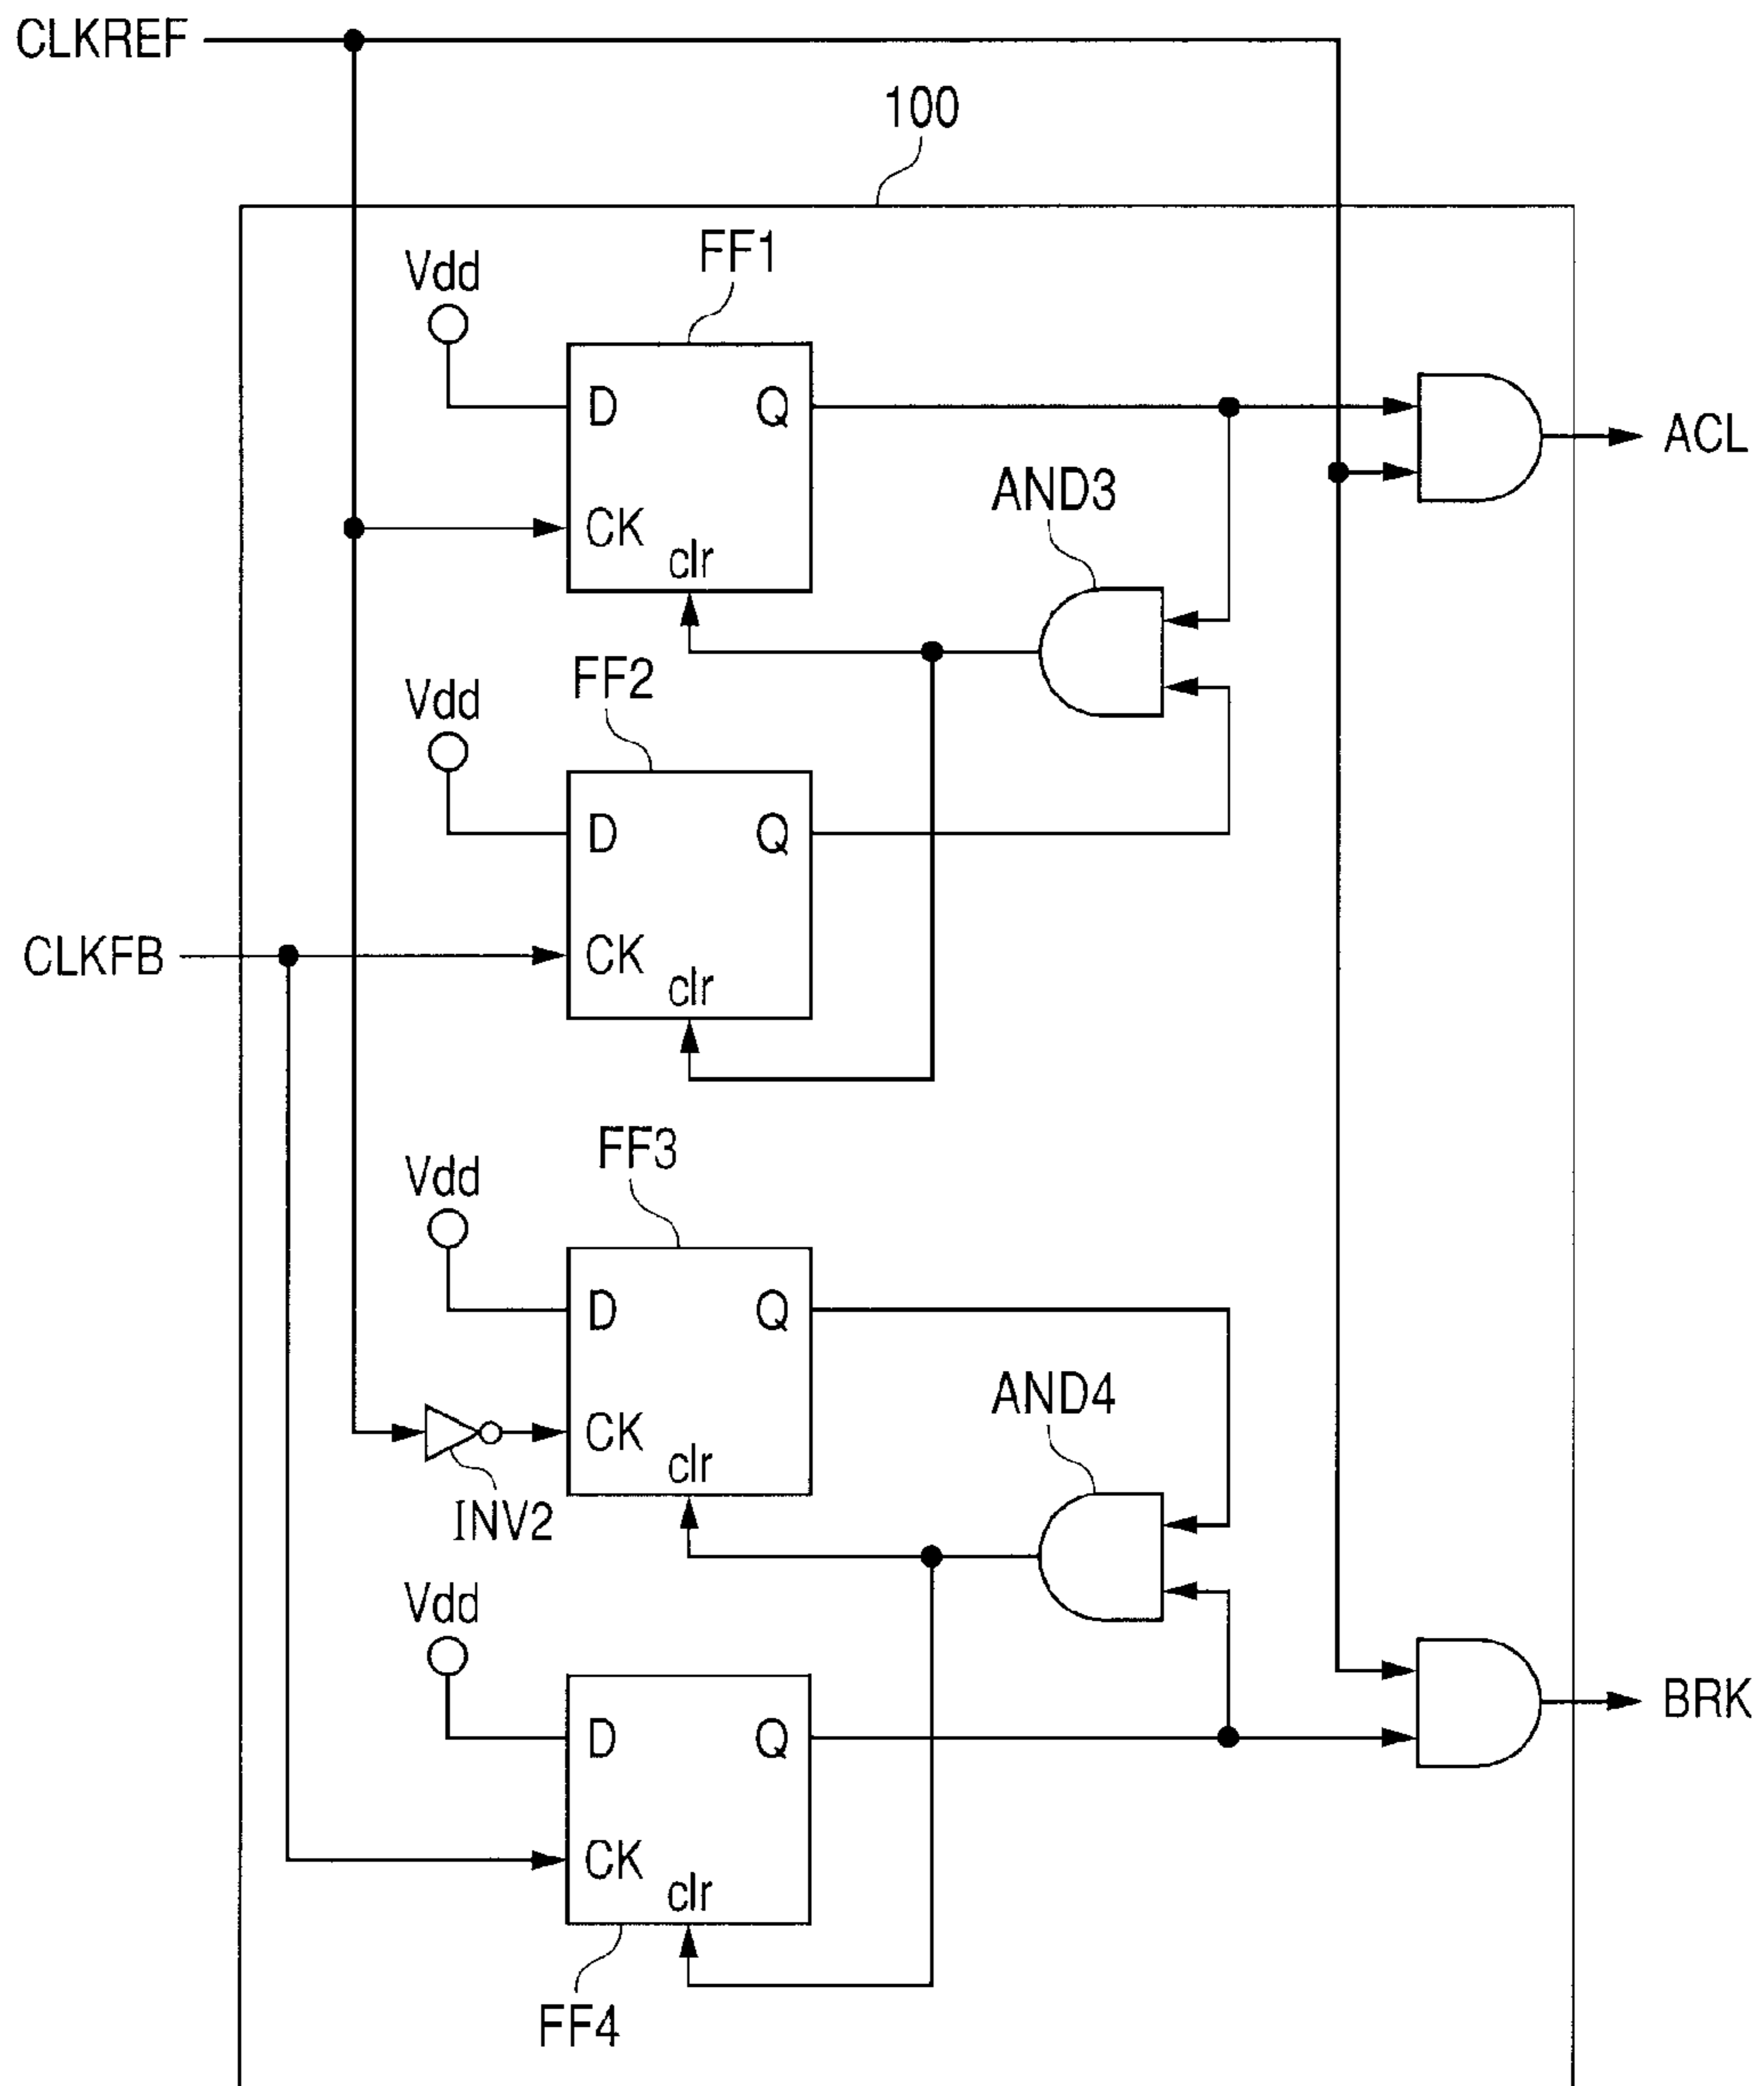 CLKREF
100
FF1
Vdd
D
Q
ACL
AND3
CK
clr
FF2
Vdd
D
Q
CLKFB
CK
clr
FF3
Vdd
D
Q
AND4
CK
clr
INV2
Vdd
BRK
D
Q
CK
clr
FF4